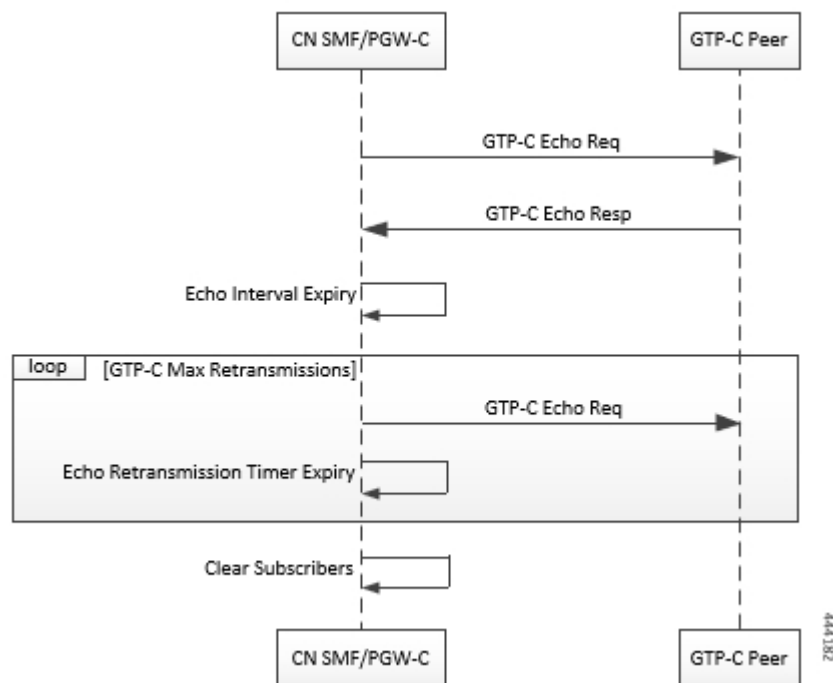 CN SMF/PGW-C
GTP-C Peer
GTP-C Echo Req
GTP-C Echo Resp
Echo Interval Expiry
loop
[GTP-C Max Retransmissions]
GTP-C Echo Req
Echo Retransmission Timer Expiry
Clear Subscribers
CN SMF/PGW-C
GTP-C Peer
444182